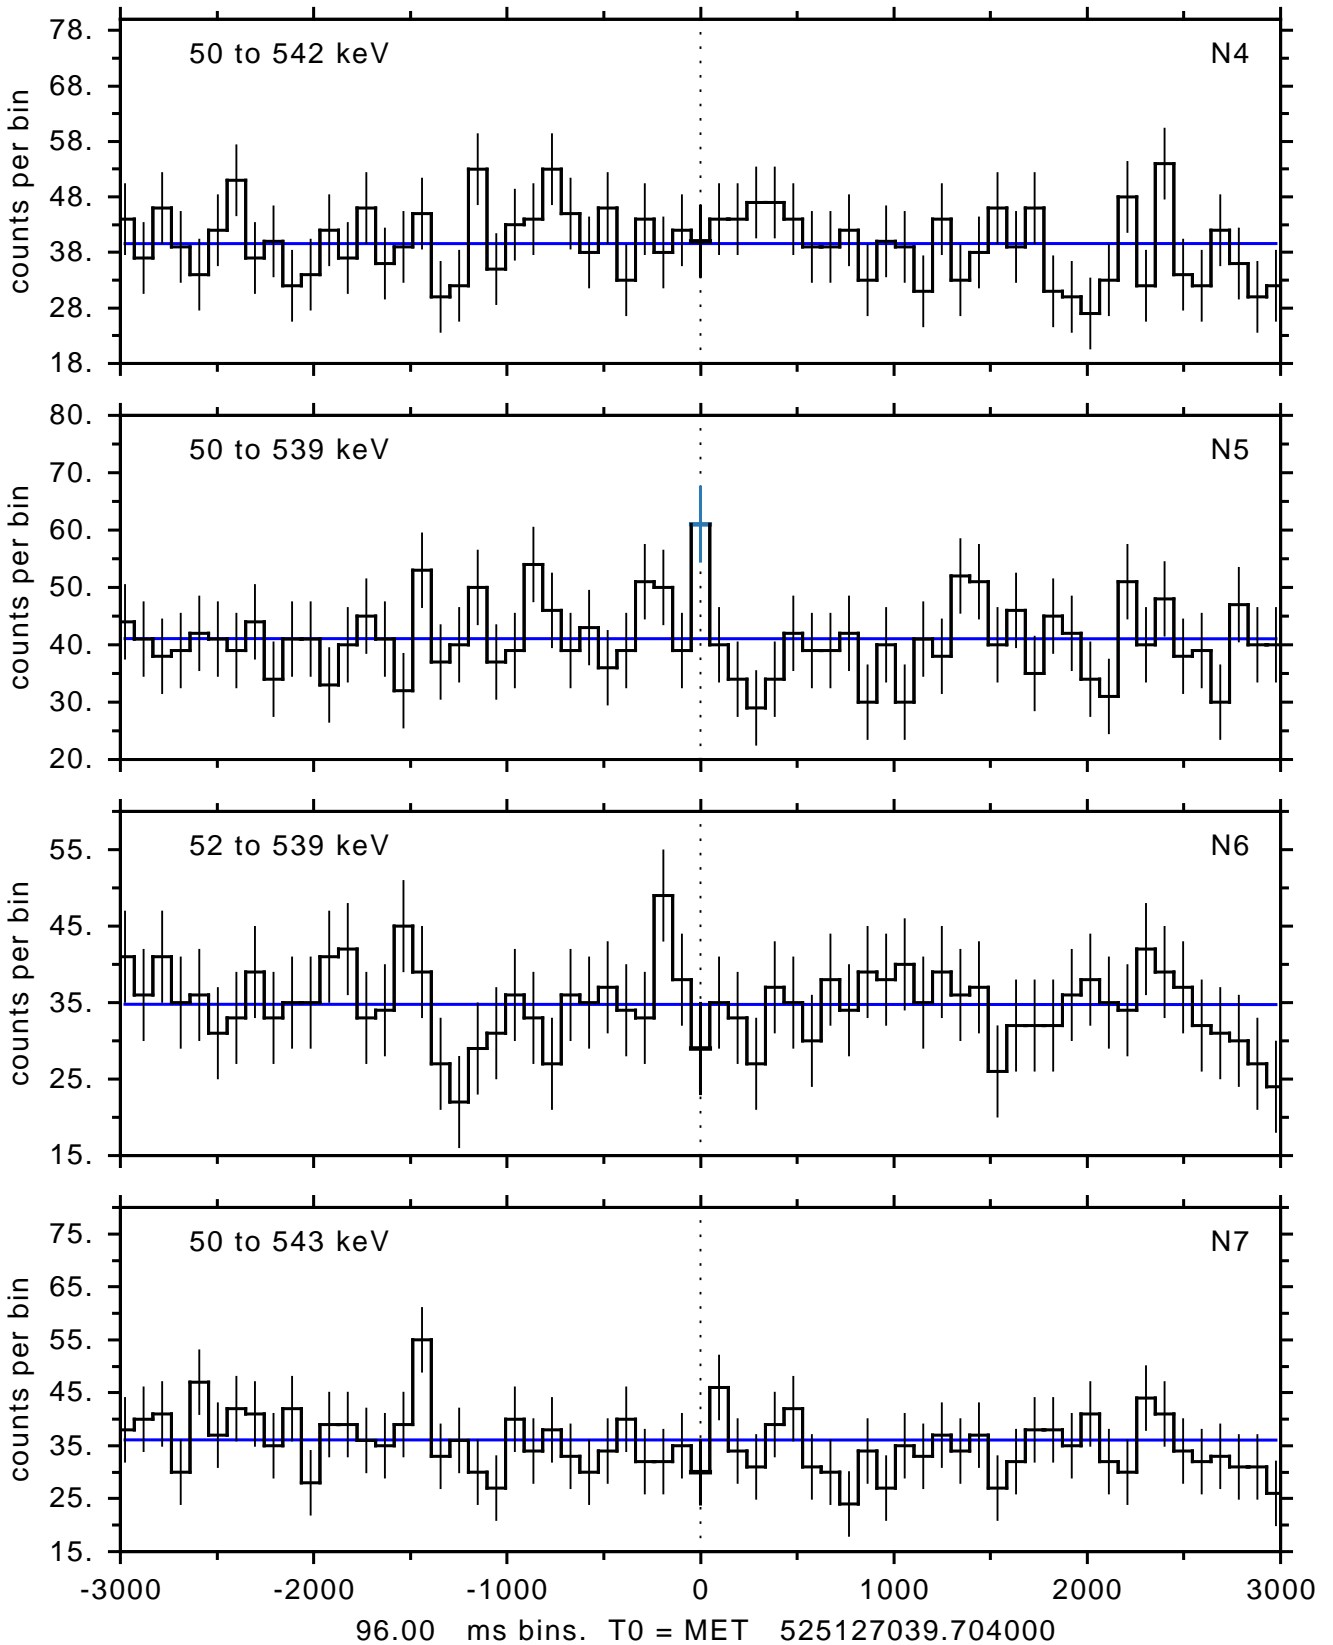 50 to 542 keV N4
counts per bin
78.
68.
58.
48.
38.
28.
18.
50 to 539 keV N5
counts per bin
80.
70.
60.
50.
40.
30.
20.
52 to 539 keV N6
counts per bin
55.
45.
35.
25.
15.
50 to 543 keV N7
counts per bin
75.
65.
55.
45.
35.
25.
15.
-3000 -2000 -1000 0 1000 2000 3000
96.00 ms bins. T0 = MET 525127039.704000